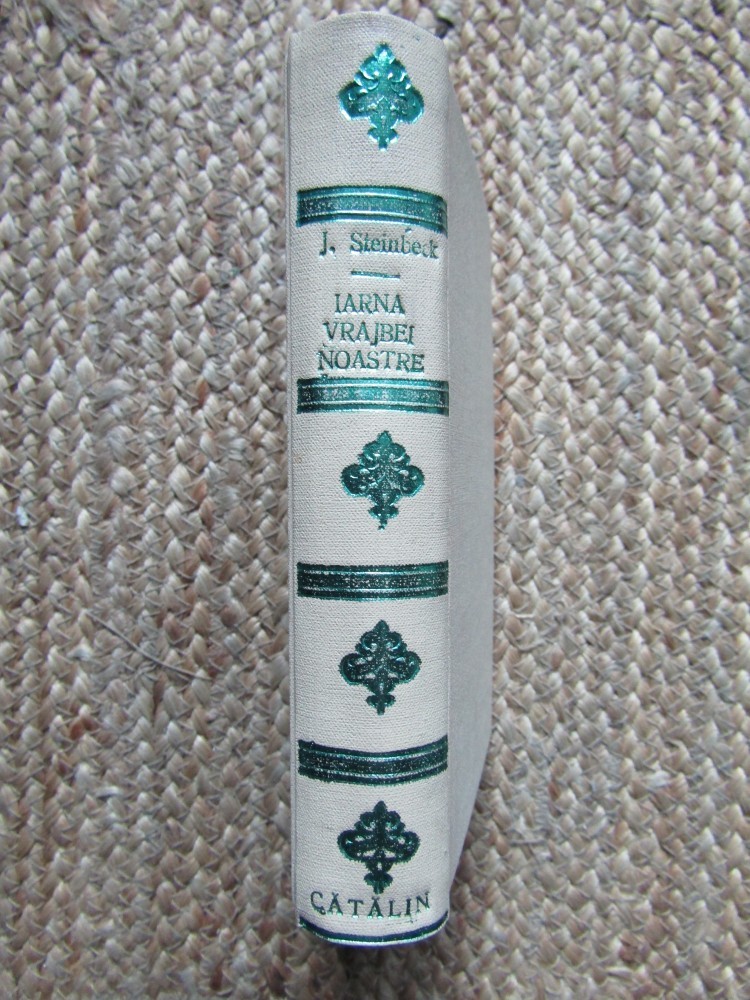 J. Steinbeck
IARNA
VRAJBEI
NOASTRE
CĂTĂLIN